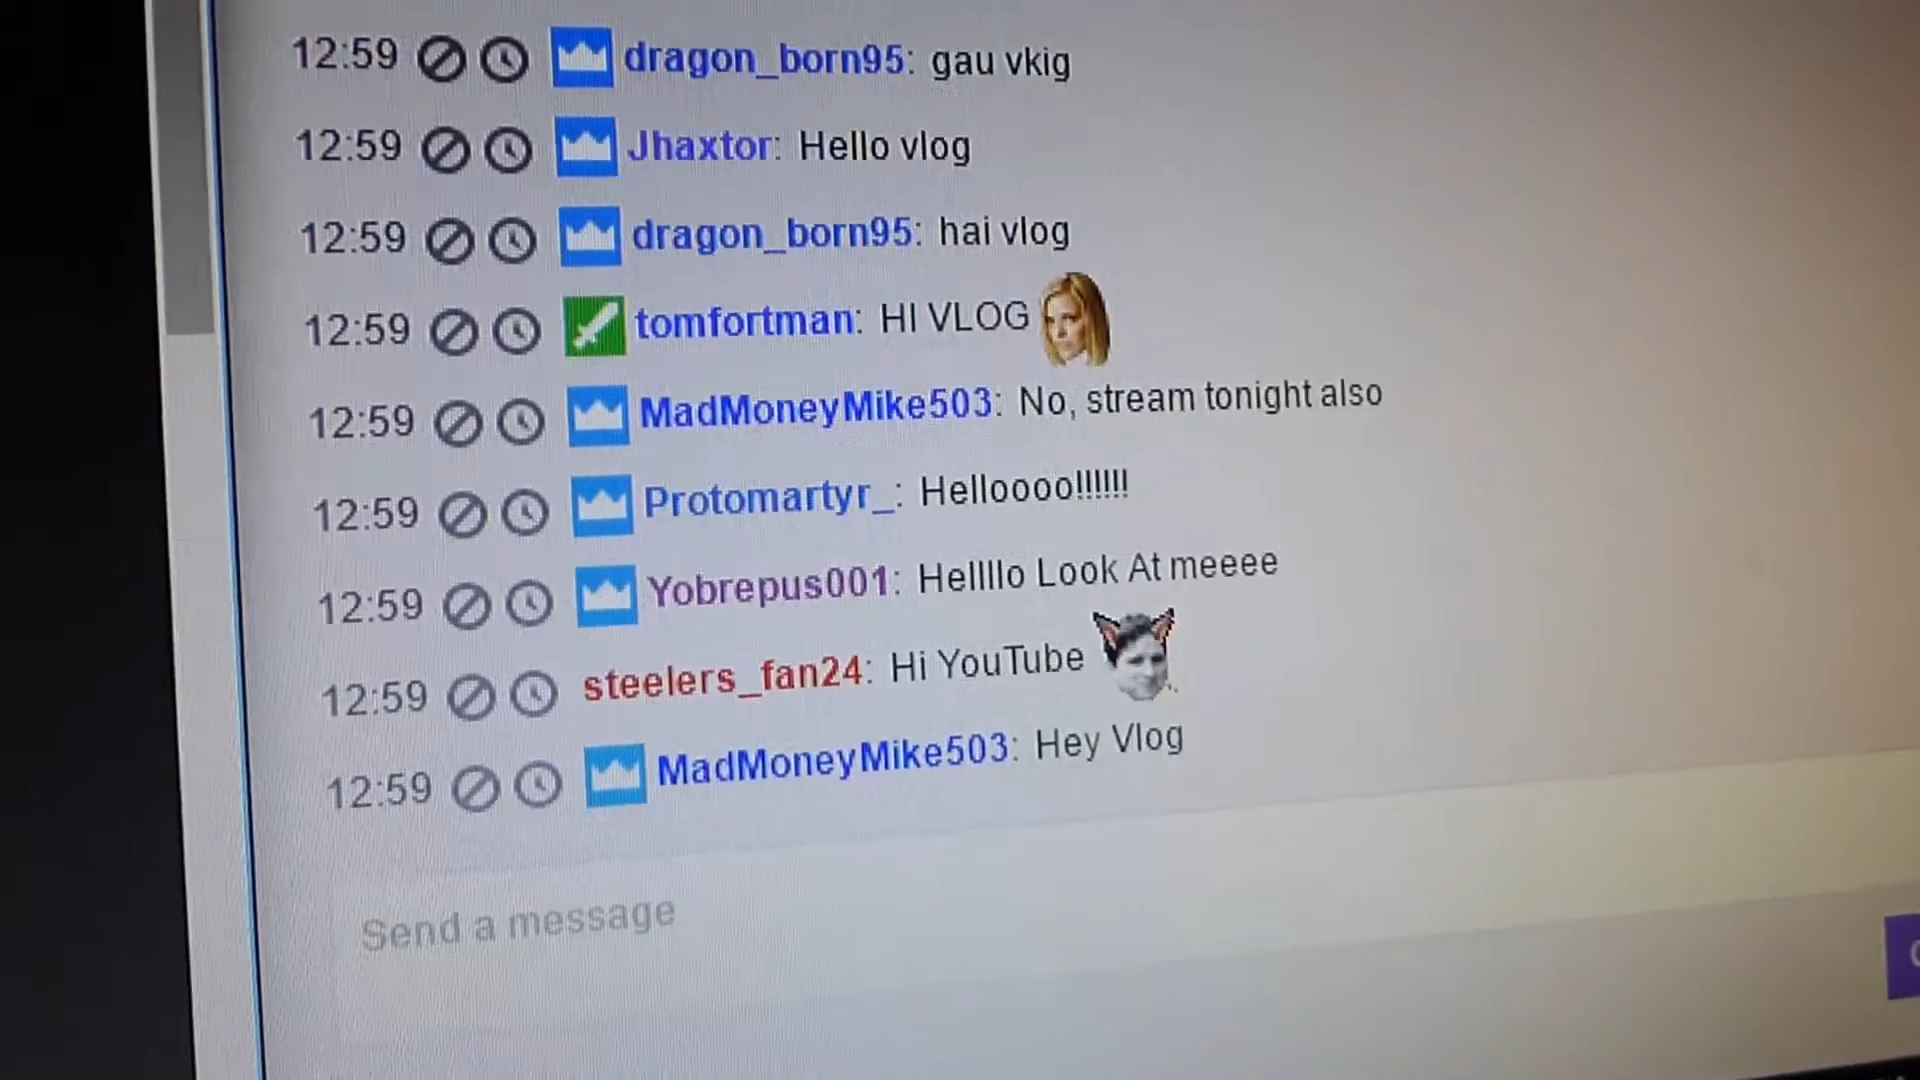 12:59 dragon_born95: gau vkig
12:59 Jhaxtor: Hello vlog
12:59 dragon_born95: hai vlog
12:59 tomfortman: HI VLOG
12:59 MadMoneyMike503: No, stream tonight also
12:59 Protomartyr_: Helloooo!!!!!!
12:59 Yobrepus001: Hellllo Look At meeee
12:59 steelers_fan24: Hi YouTube
12:59 MadMoneyMike503: Hey Vlog
Send a message